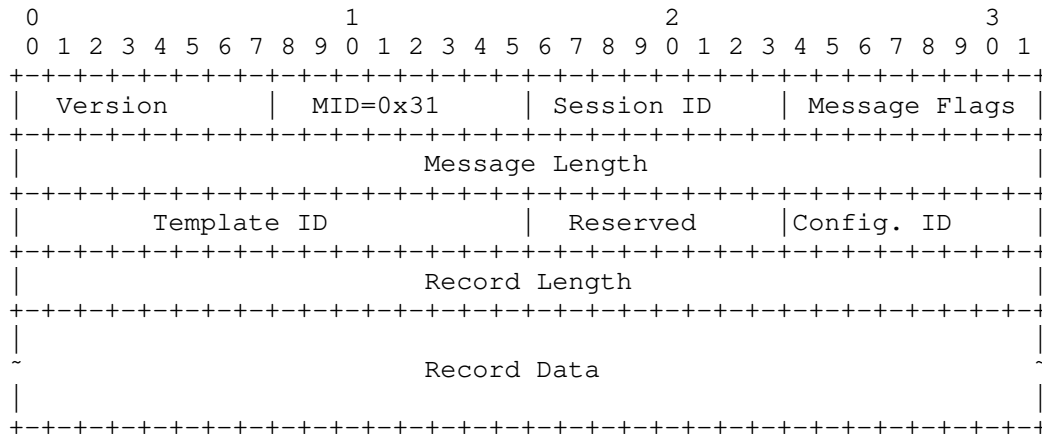 0                   1                   2                   3
 0 1 2 3 4 5 6 7 8 9 0 1 2 3 4 5 6 7 8 9 0 1 2 3 4 5 6 7 8 9 0 1
+-+-+-+-+-+-+-+-+-+-+-+-+-+-+-+-+-+-+-+-+-+-+-+-+-+-+-+-+-+-+-+-+
|  Version      |  MID=0x31     | Session ID    | Message Flags |
+-+-+-+-+-+-+-+-+-+-+-+-+-+-+-+-+-+-+-+-+-+-+-+-+-+-+-+-+-+-+-+-+
|                         Message Length                        |
+-+-+-+-+-+-+-+-+-+-+-+-+-+-+-+-+-+-+-+-+-+-+-+-+-+-+-+-+-+-+-+-+
|        Template ID            |  Reserved     |Config. ID     |
+-+-+-+-+-+-+-+-+-+-+-+-+-+-+-+-+-+-+-+-+-+-+-+-+-+-+-+-+-+-+-+-+
|                         Record Length                         |
+-+-+-+-+-+-+-+-+-+-+-+-+-+-+-+-+-+-+-+-+-+-+-+-+-+-+-+-+-+-+-+-+
|                                                               |
~                         Record Data                           ~
|                                                               |
+-+-+-+-+-+-+-+-+-+-+-+-+-+-+-+-+-+-+-+-+-+-+-+-+-+-+-+-+-+-+-+-+